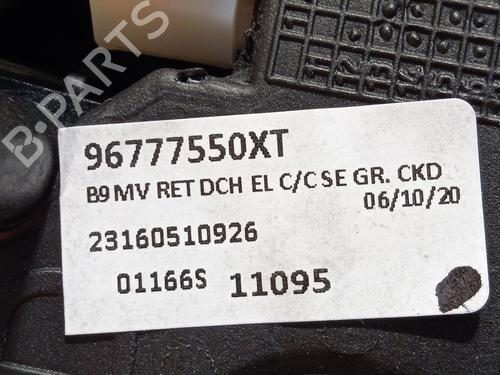 B-PARTS
96777550XT
B9 MV RET DCH EL C/C SE GR. CKD
06/10/20
23160510926
01166S 11095